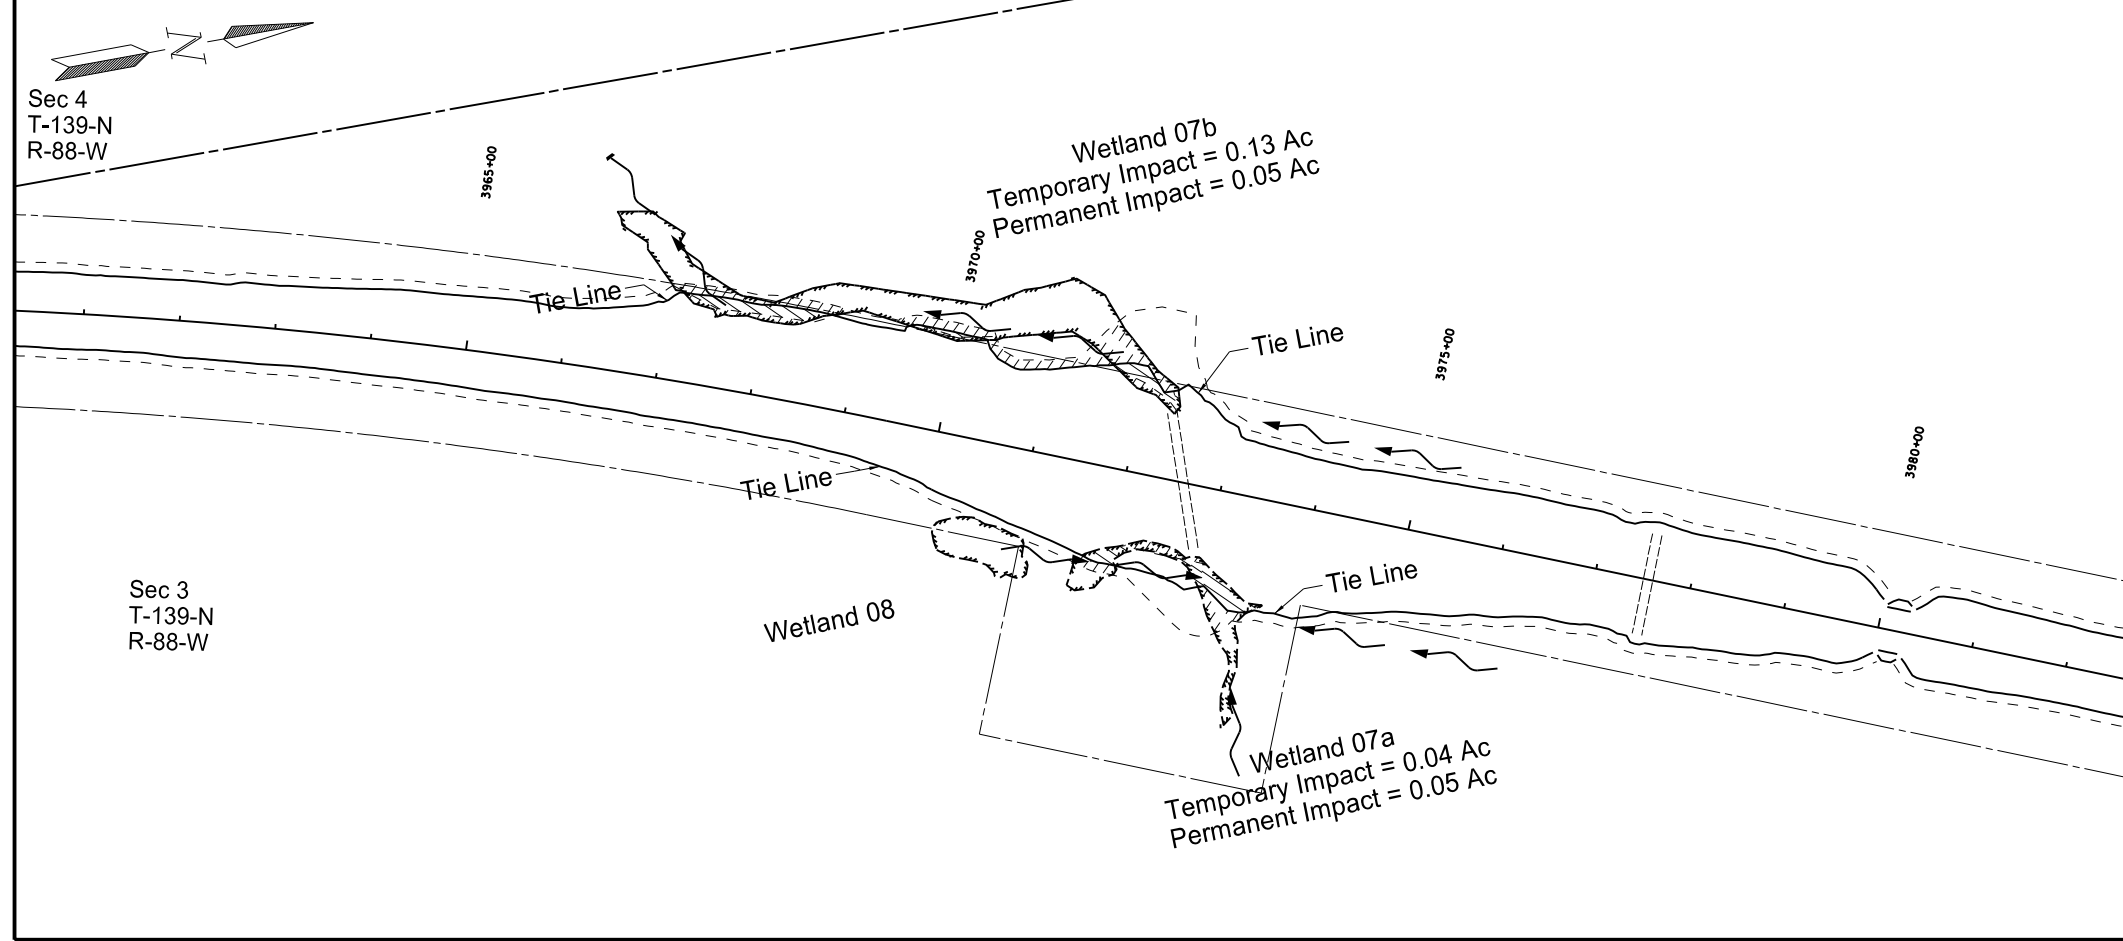 N
Sec 4
T-139-N
R-88-W
3965+00
Wetland 07b
Temporary Impact = 0.13 Ac
Permanent Impact = 0.05 Ac
3970+00
Tie Line
Tie Line
3975+00
3980+00
Tie Line
Tie Line
Sec 3
T-139-N
R-88-W
Wetland 08
Wetland 07a
Temporary Impact = 0.04 Ac
Permanent Impact = 0.05 Ac